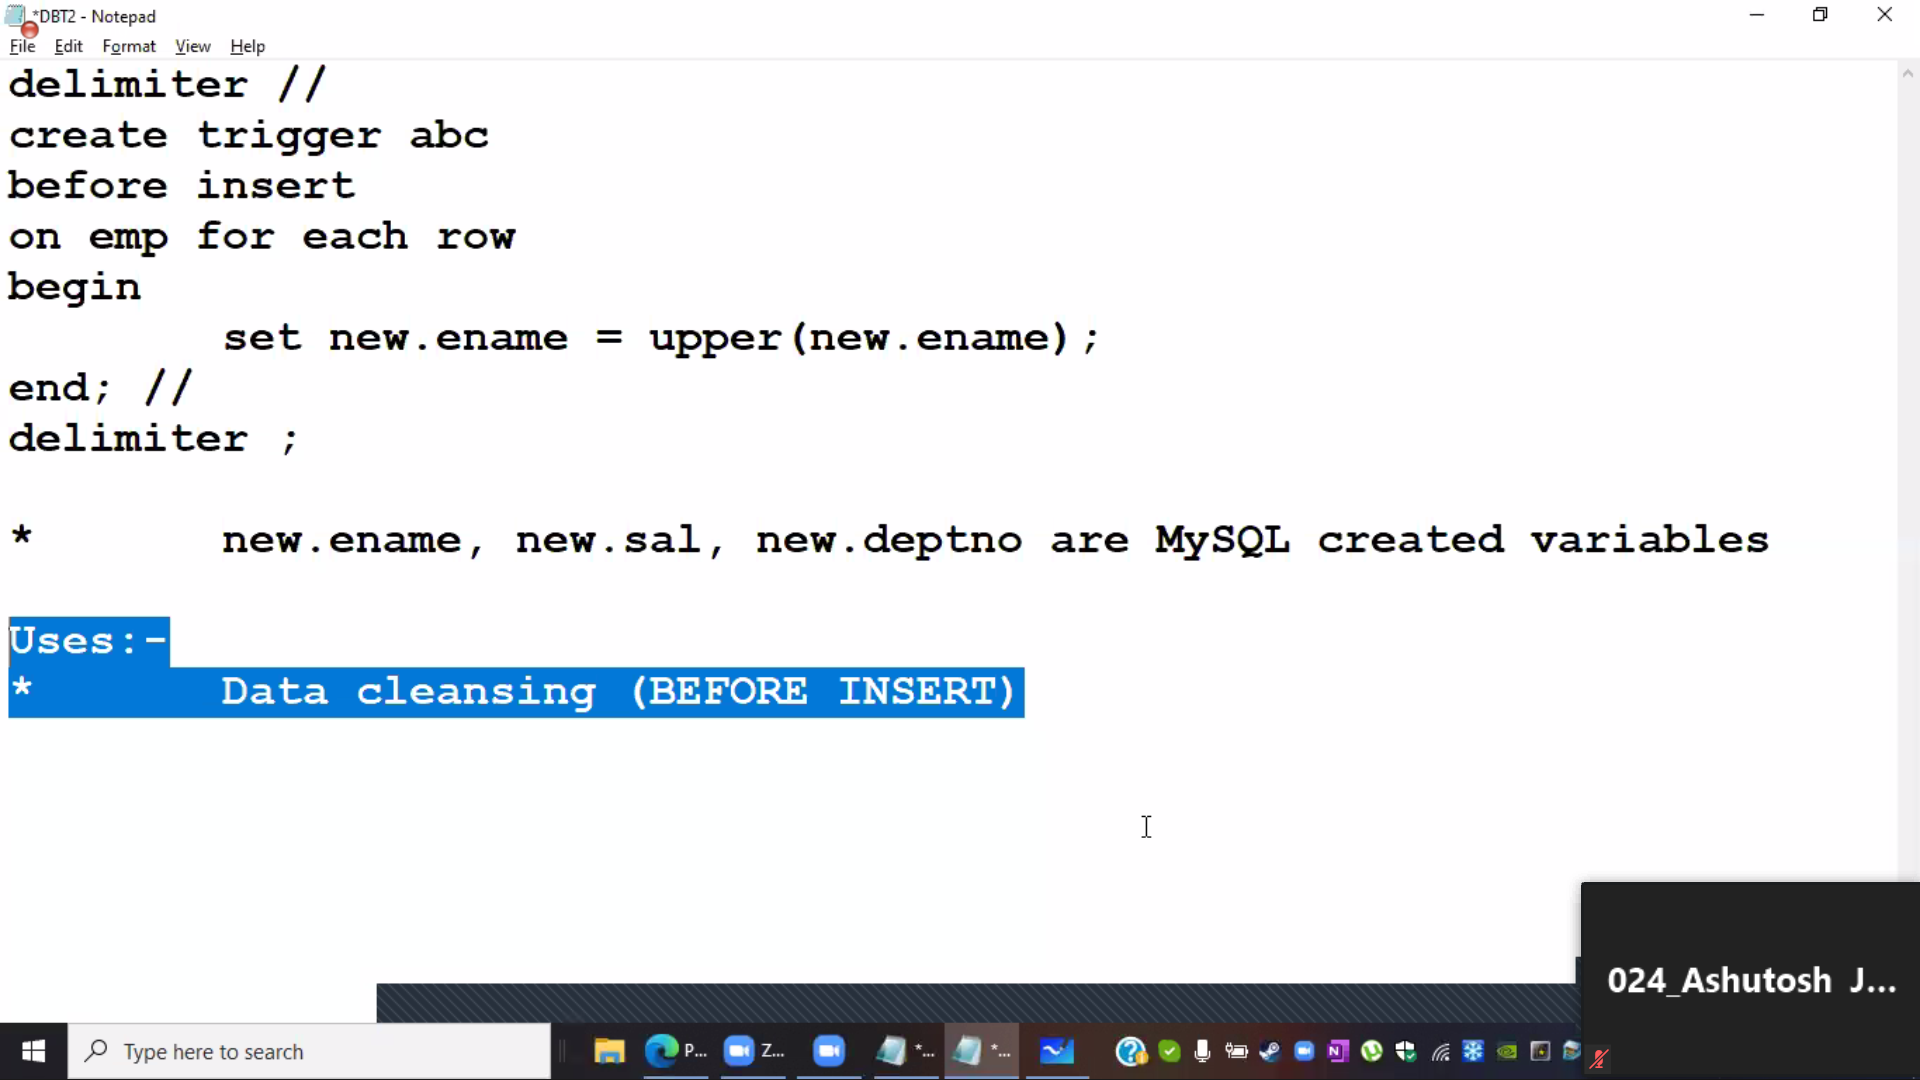 *DBT2 - Notepad
File Edit Format View Help
delimiter //
create trigger abc
before insert
on emp for each row
begin
set new.ename = upper(new.ename);
end; //
delimiter ;
* new.ename, new.sal, new.deptno are MySQL created variables
Uses:-
* Data cleansing (BEFORE INSERT)
024_Ashutosh J...
Type here to search
P...
Z...
*...
*...